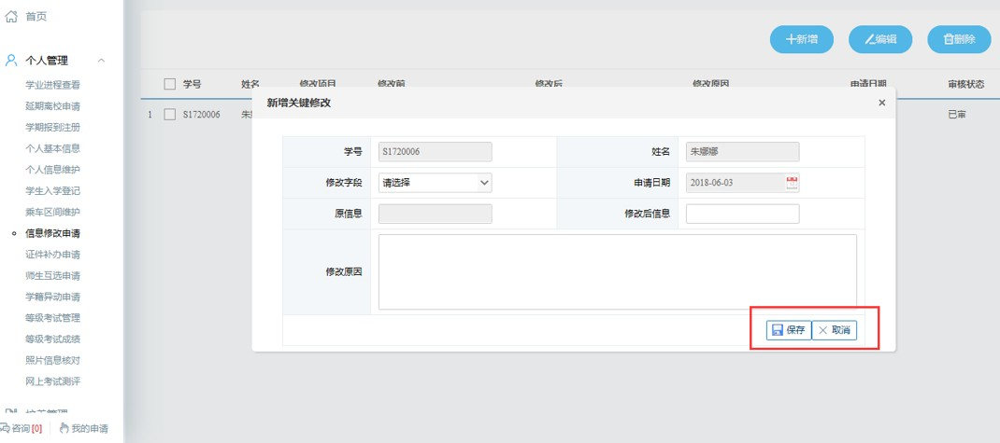 首页
个人管理
学业进程查看
延期离校申请
学期报到注册
个人基本信息
个人信息维护
学生入学登记
乘车区间维护
信息修改申请
证件补办申请
师生互选申请
学籍异动申请
等级考试管理
等级考试成绩
照片信息核对
网上考试测评
咨询[0] 我的申请
新增 编辑 删除
学号 姓名 修改项目 修改前 修改后 修改原因 申请日期 审核状态
1 S1720006 已审
新增关键修改
学号 S1720006 姓名 朱娜娜
修改字段 请选择 申请日期 2018-06-03
原信息 修改后信息
修改原因
保存 取消